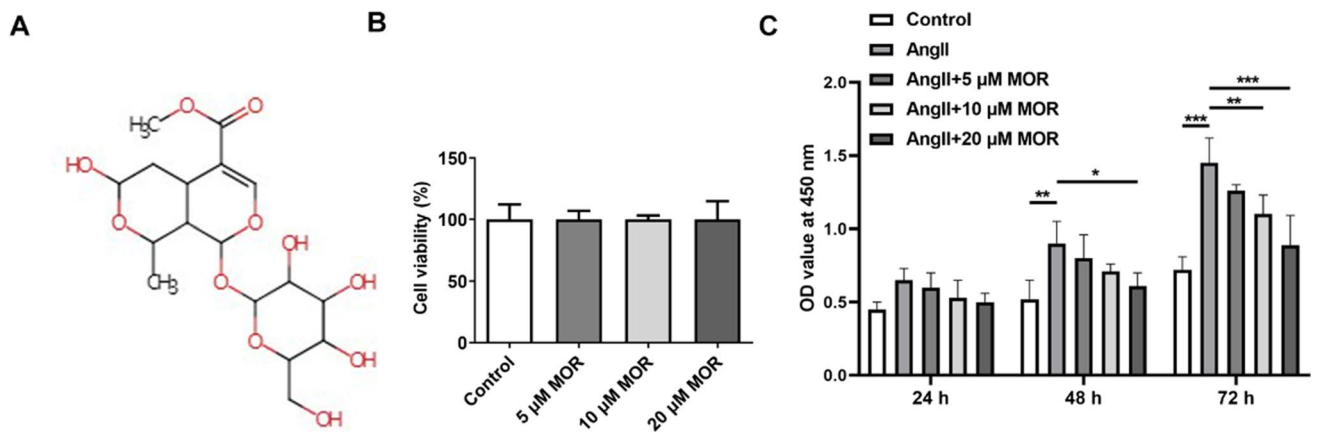 A
O
O
H3C
HO
O
O
CH3
O
OH
OH
O
OH
OH
B
Cell viability (%)
150
100
50
0
Control
5 µM MOR
10 µM MOR
20 µM MOR
C
Control
AngII
AngII+5 µM MOR
AngII+10 µM MOR
AngII+20 µM MOR
OD value at 450 nm
2.0
1.5
1.0
0.5
0.0
**
*
***
**
***
24 h
48 h
72 h